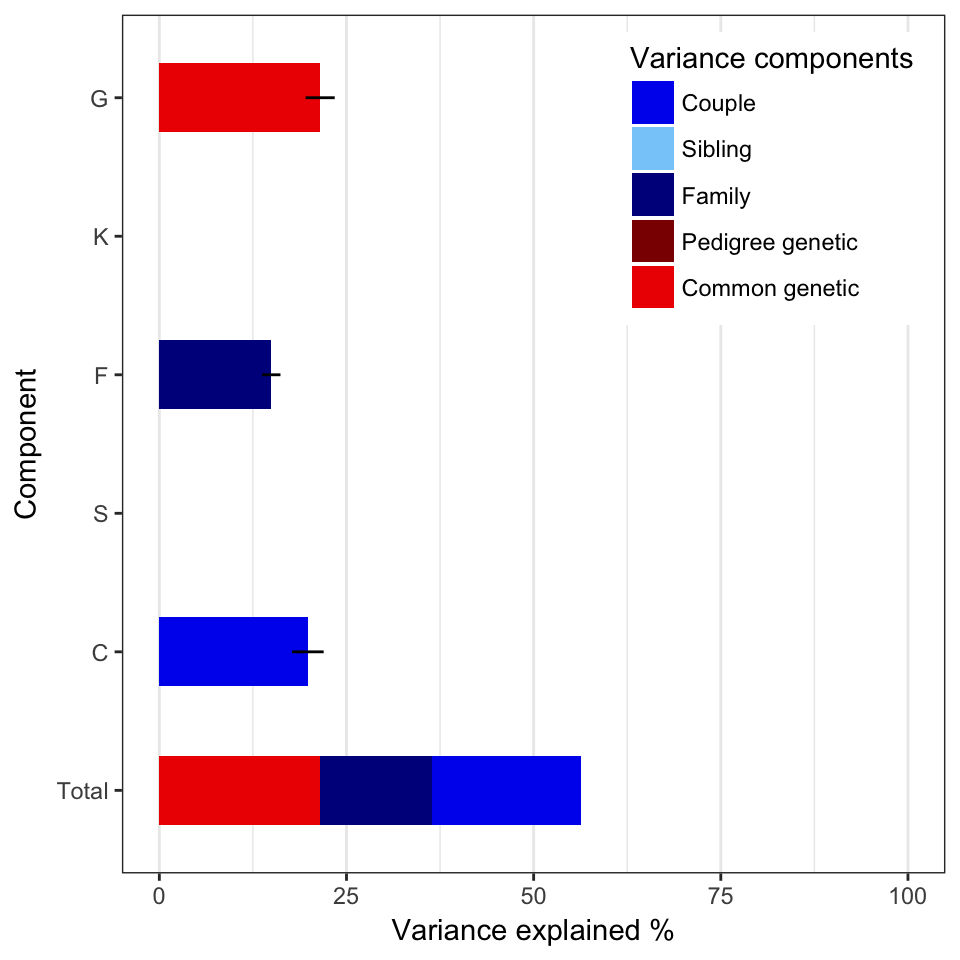 Variance components
Couple
Sibling
Family
Pedigree genetic
Common genetic
G
K
F
S
C
Total
Component
0 25 50 75 100
Variance explained %